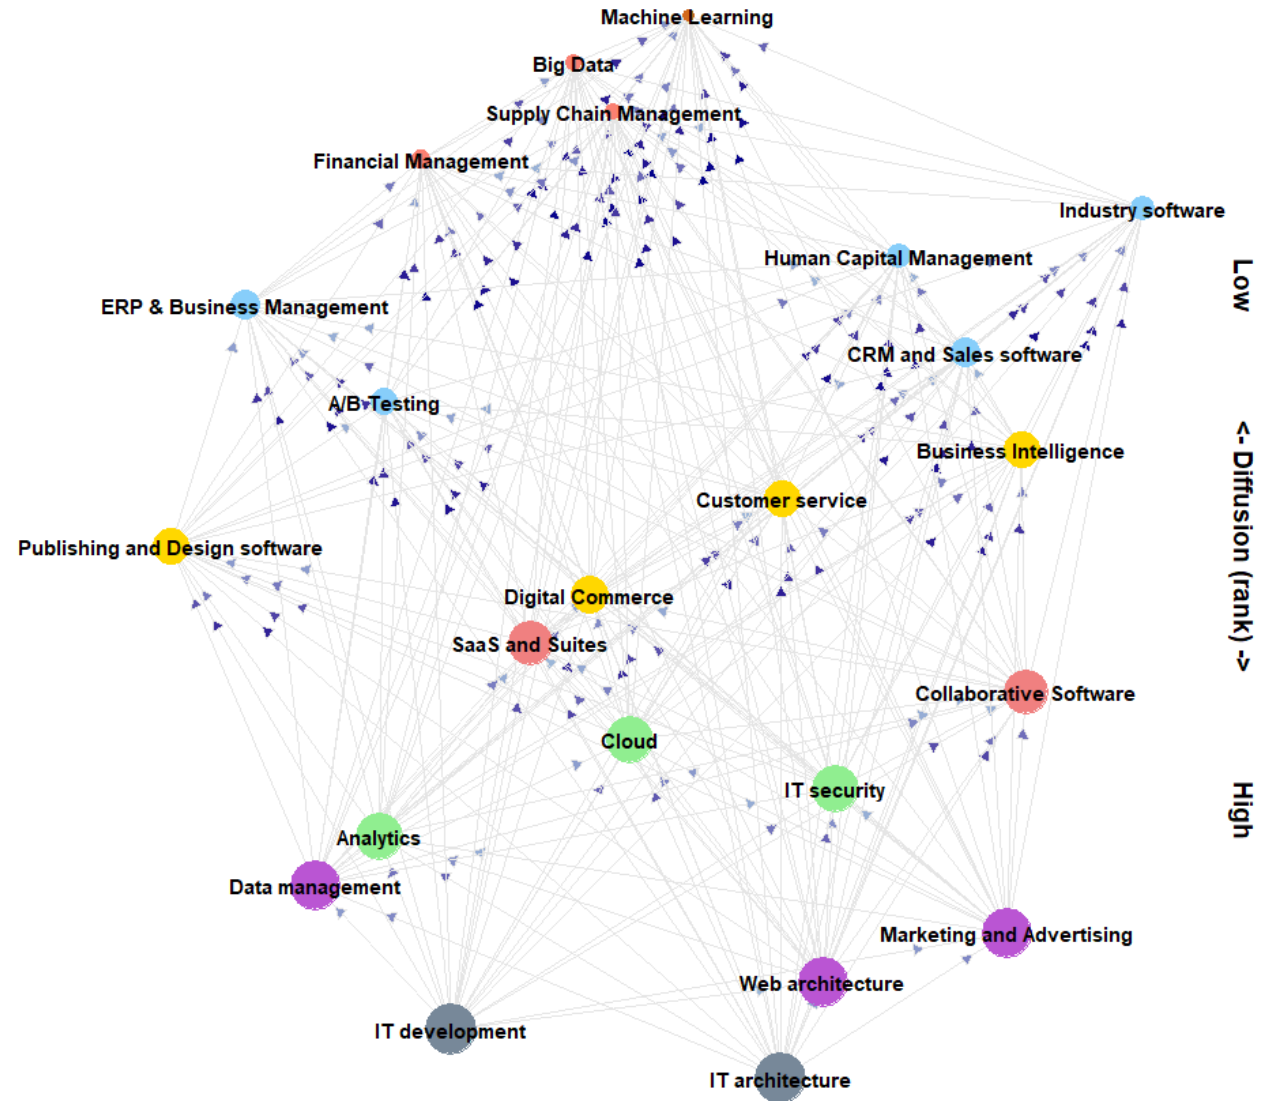 Machine Learning
Big Data
Supply Chain Management
Financial Management
Industry software
Human Capital Management
ERP & Business Management
CRM and Sales software
A/B Testing
Business Intelligence
Customer service
Publishing and Design software
Digital Commerce
SaaS and Suites
Collaborative Software
Cloud
IT security
Analytics
Data management
Marketing and Advertising
Web architecture
IT development
IT architecture
Low
<- Diffusion (rank) ->
High